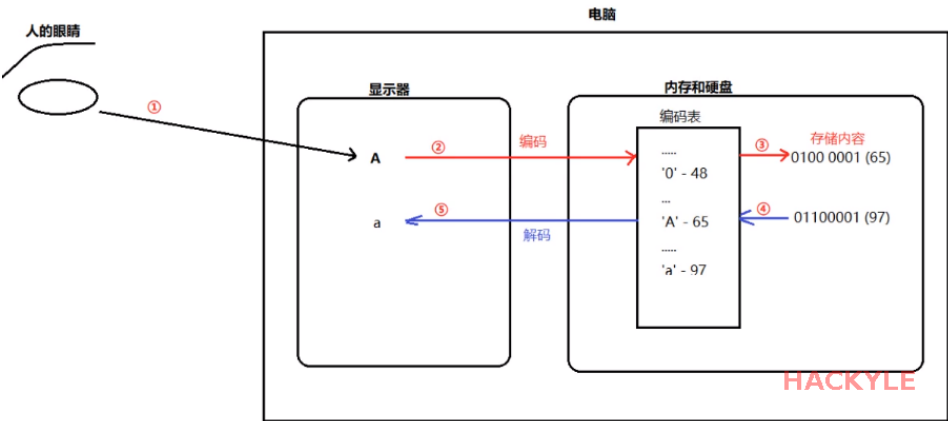 电脑
人的眼睛
显示器
内存和硬盘
编码表
①
A
②
编码
.....
'0' - 48
...
'A' - 65
.....
'a' - 97
③
存储内容
0100 0001 (65)
④
01100001 (97)
a
⑤
解码
HACKYLE